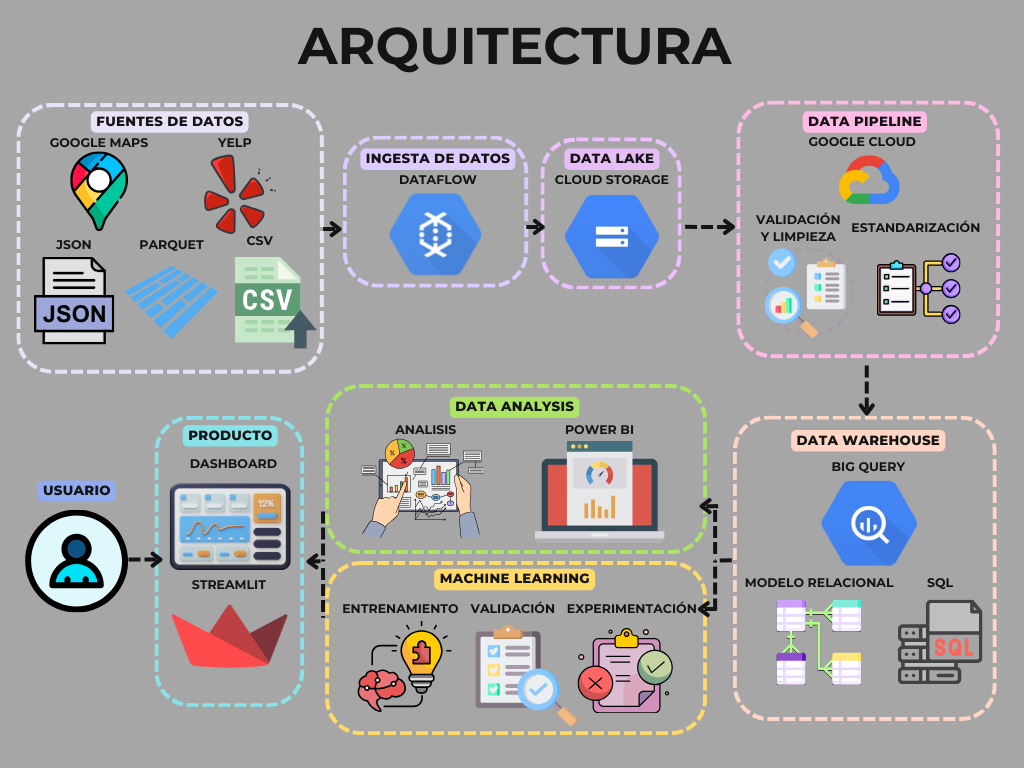 ARQUITECTURA
FUENTES DE DATOS
GOOGLE MAPS
YELP
JSON
PARQUET
CSV
JSON
CSV
INGESTA DE DATOS
DATAFLOW
DATA LAKE
CLOUD STORAGE
DATA PIPELINE
GOOGLE CLOUD
VALIDACIÓN
Y LIMPIEZA
ESTANDARIZACIÓN
DATA WAREHOUSE
BIG QUERY
MODELO RELACIONAL
SQL
SQL
DATA ANALYSIS
ANALISIS
POWER BI
MACHINE LEARNING
ENTRENAMIENTO
VALIDACIÓN
EXPERIMENTACIÓN
PRODUCTO
DASHBOARD
12%
STREAMLIT
USUARIO